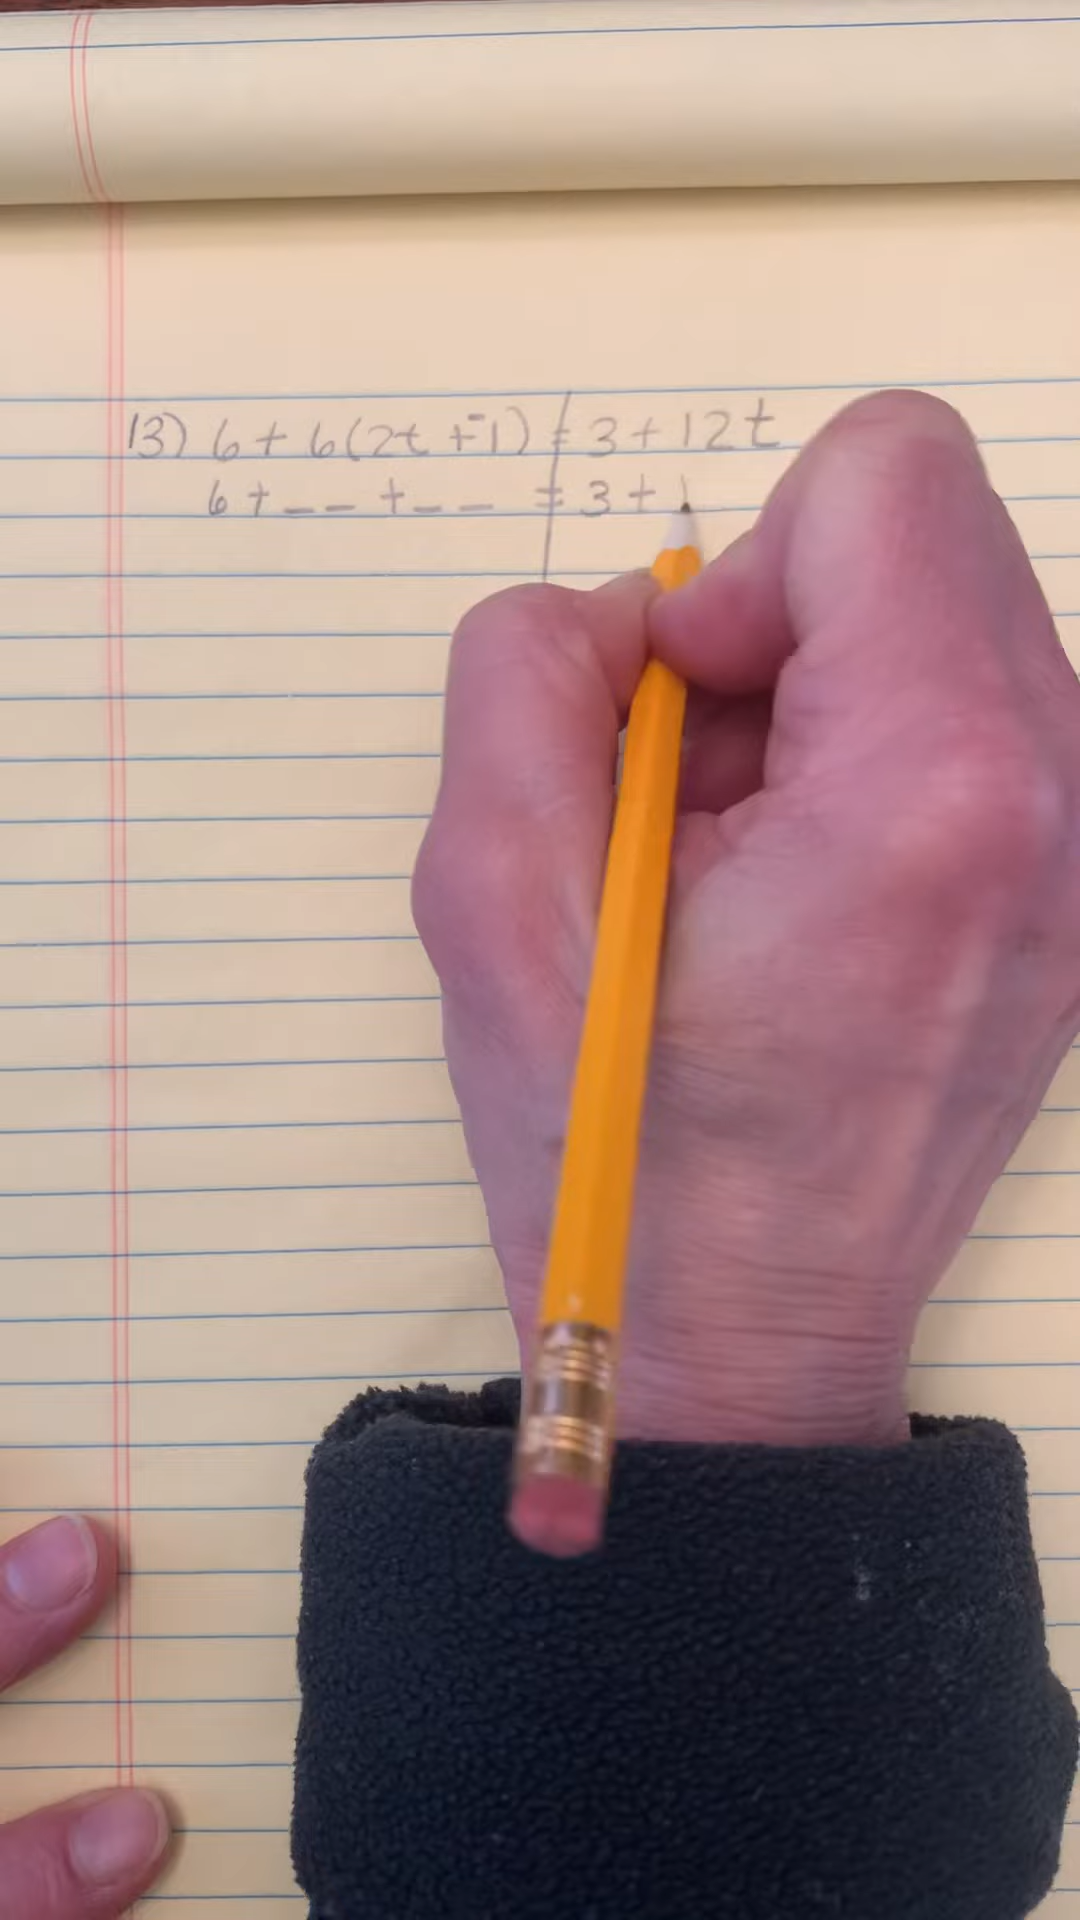 13) 6 + 6(2t + ⁻1) = 3 + 12t
6 + _ _ + _ _ = 3 + 1